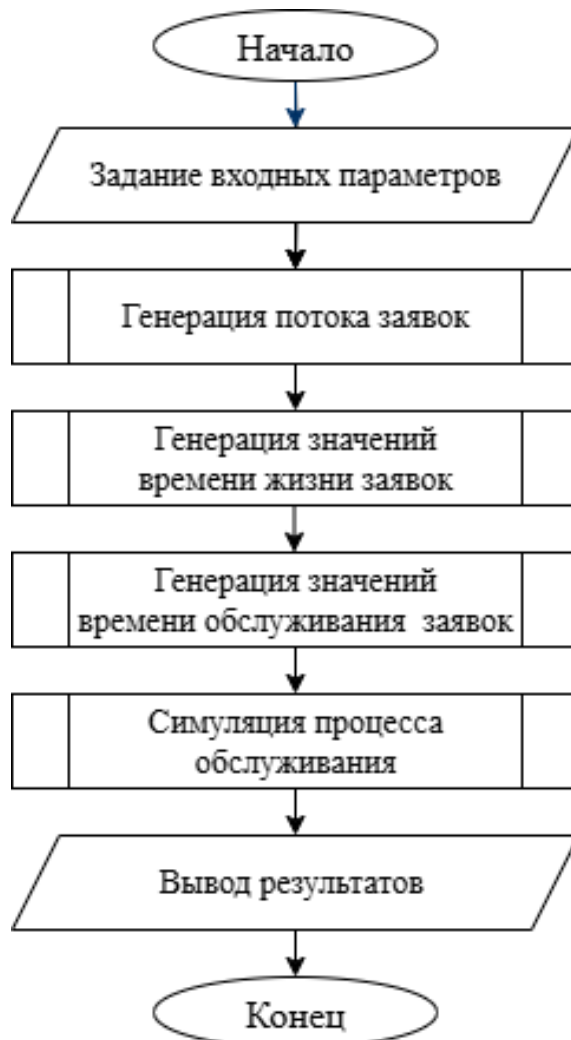 Начало
Задание входных параметров
Генерация потока заявок
Генерация значений
времени жизни заявок
Генерация значений
времени обслуживания заявок
Симуляция процесса
обслуживания
Вывод результатов
Конец